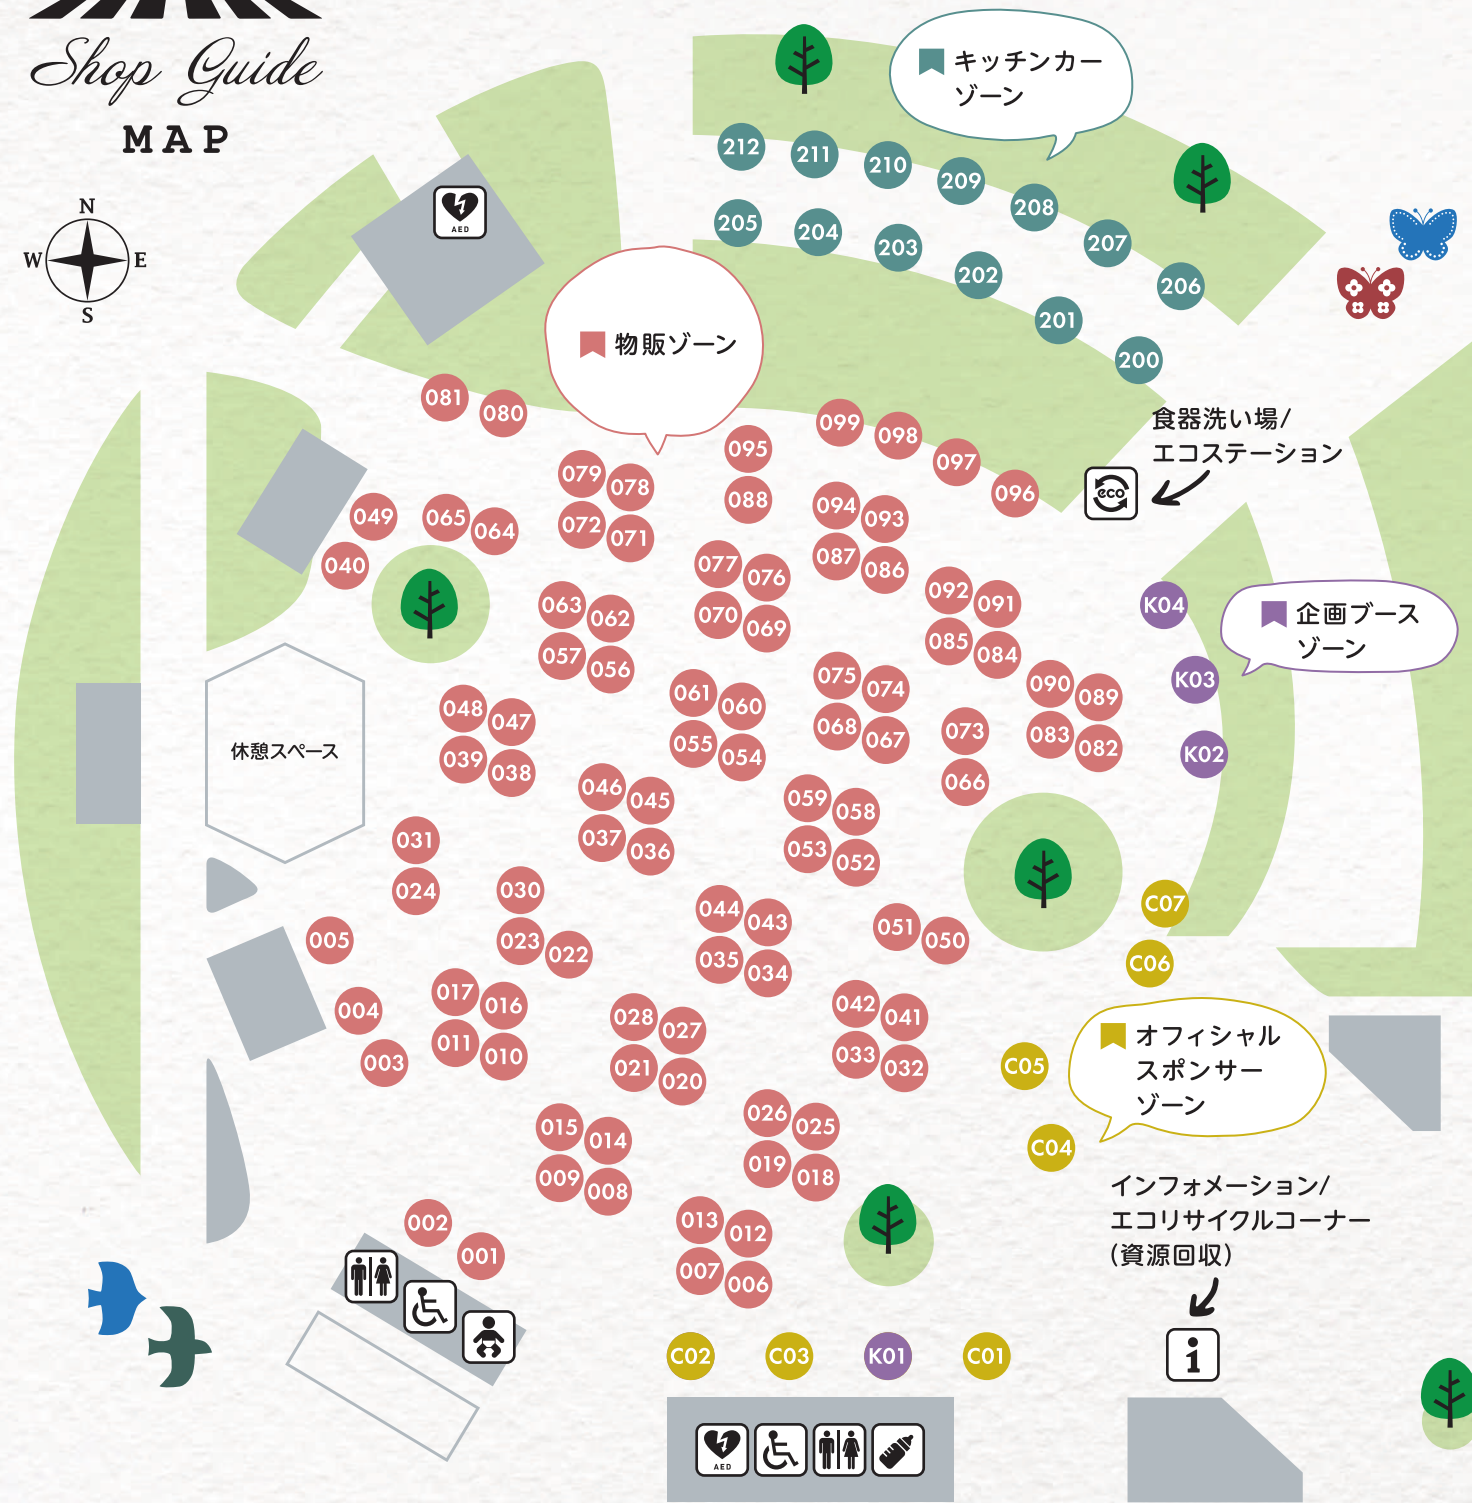 Shop Guide
MAP
N
W E
S
AED
キッチンカー
ゾーン
212 211 210 209 208 207 206
205 204 203 202 201 200
物販ゾーン
081 080
099 098 097 096
095
088
079 078
072 071
094 093
087 086
食器洗い場/
エコステーション
eco
049 065 064
040
077 076
070 069
063 062
057 056
092 091
085 084
K04
企画ブース
ゾーン
K03
K02
090 089
083 082
075 074
068 067
073
066
061 060
055 054
048 047
039 038
休憩スペース
046 045
037 036
059 058
053 052
031
024
030
023 022
044 043
035 034
051 050
C07
C06
005
004
003
017 016
011 010
028 027
021 020
042 041
033 032
オフィシャル
スポンサー
ゾーン
C05
C04
015 014
009 008
026 025
019 018
インフォメーション/
エコリサイクルコーナー
(資源回収)
i
002
001
013 012
007 006
C02 C03 K01 C01
AED